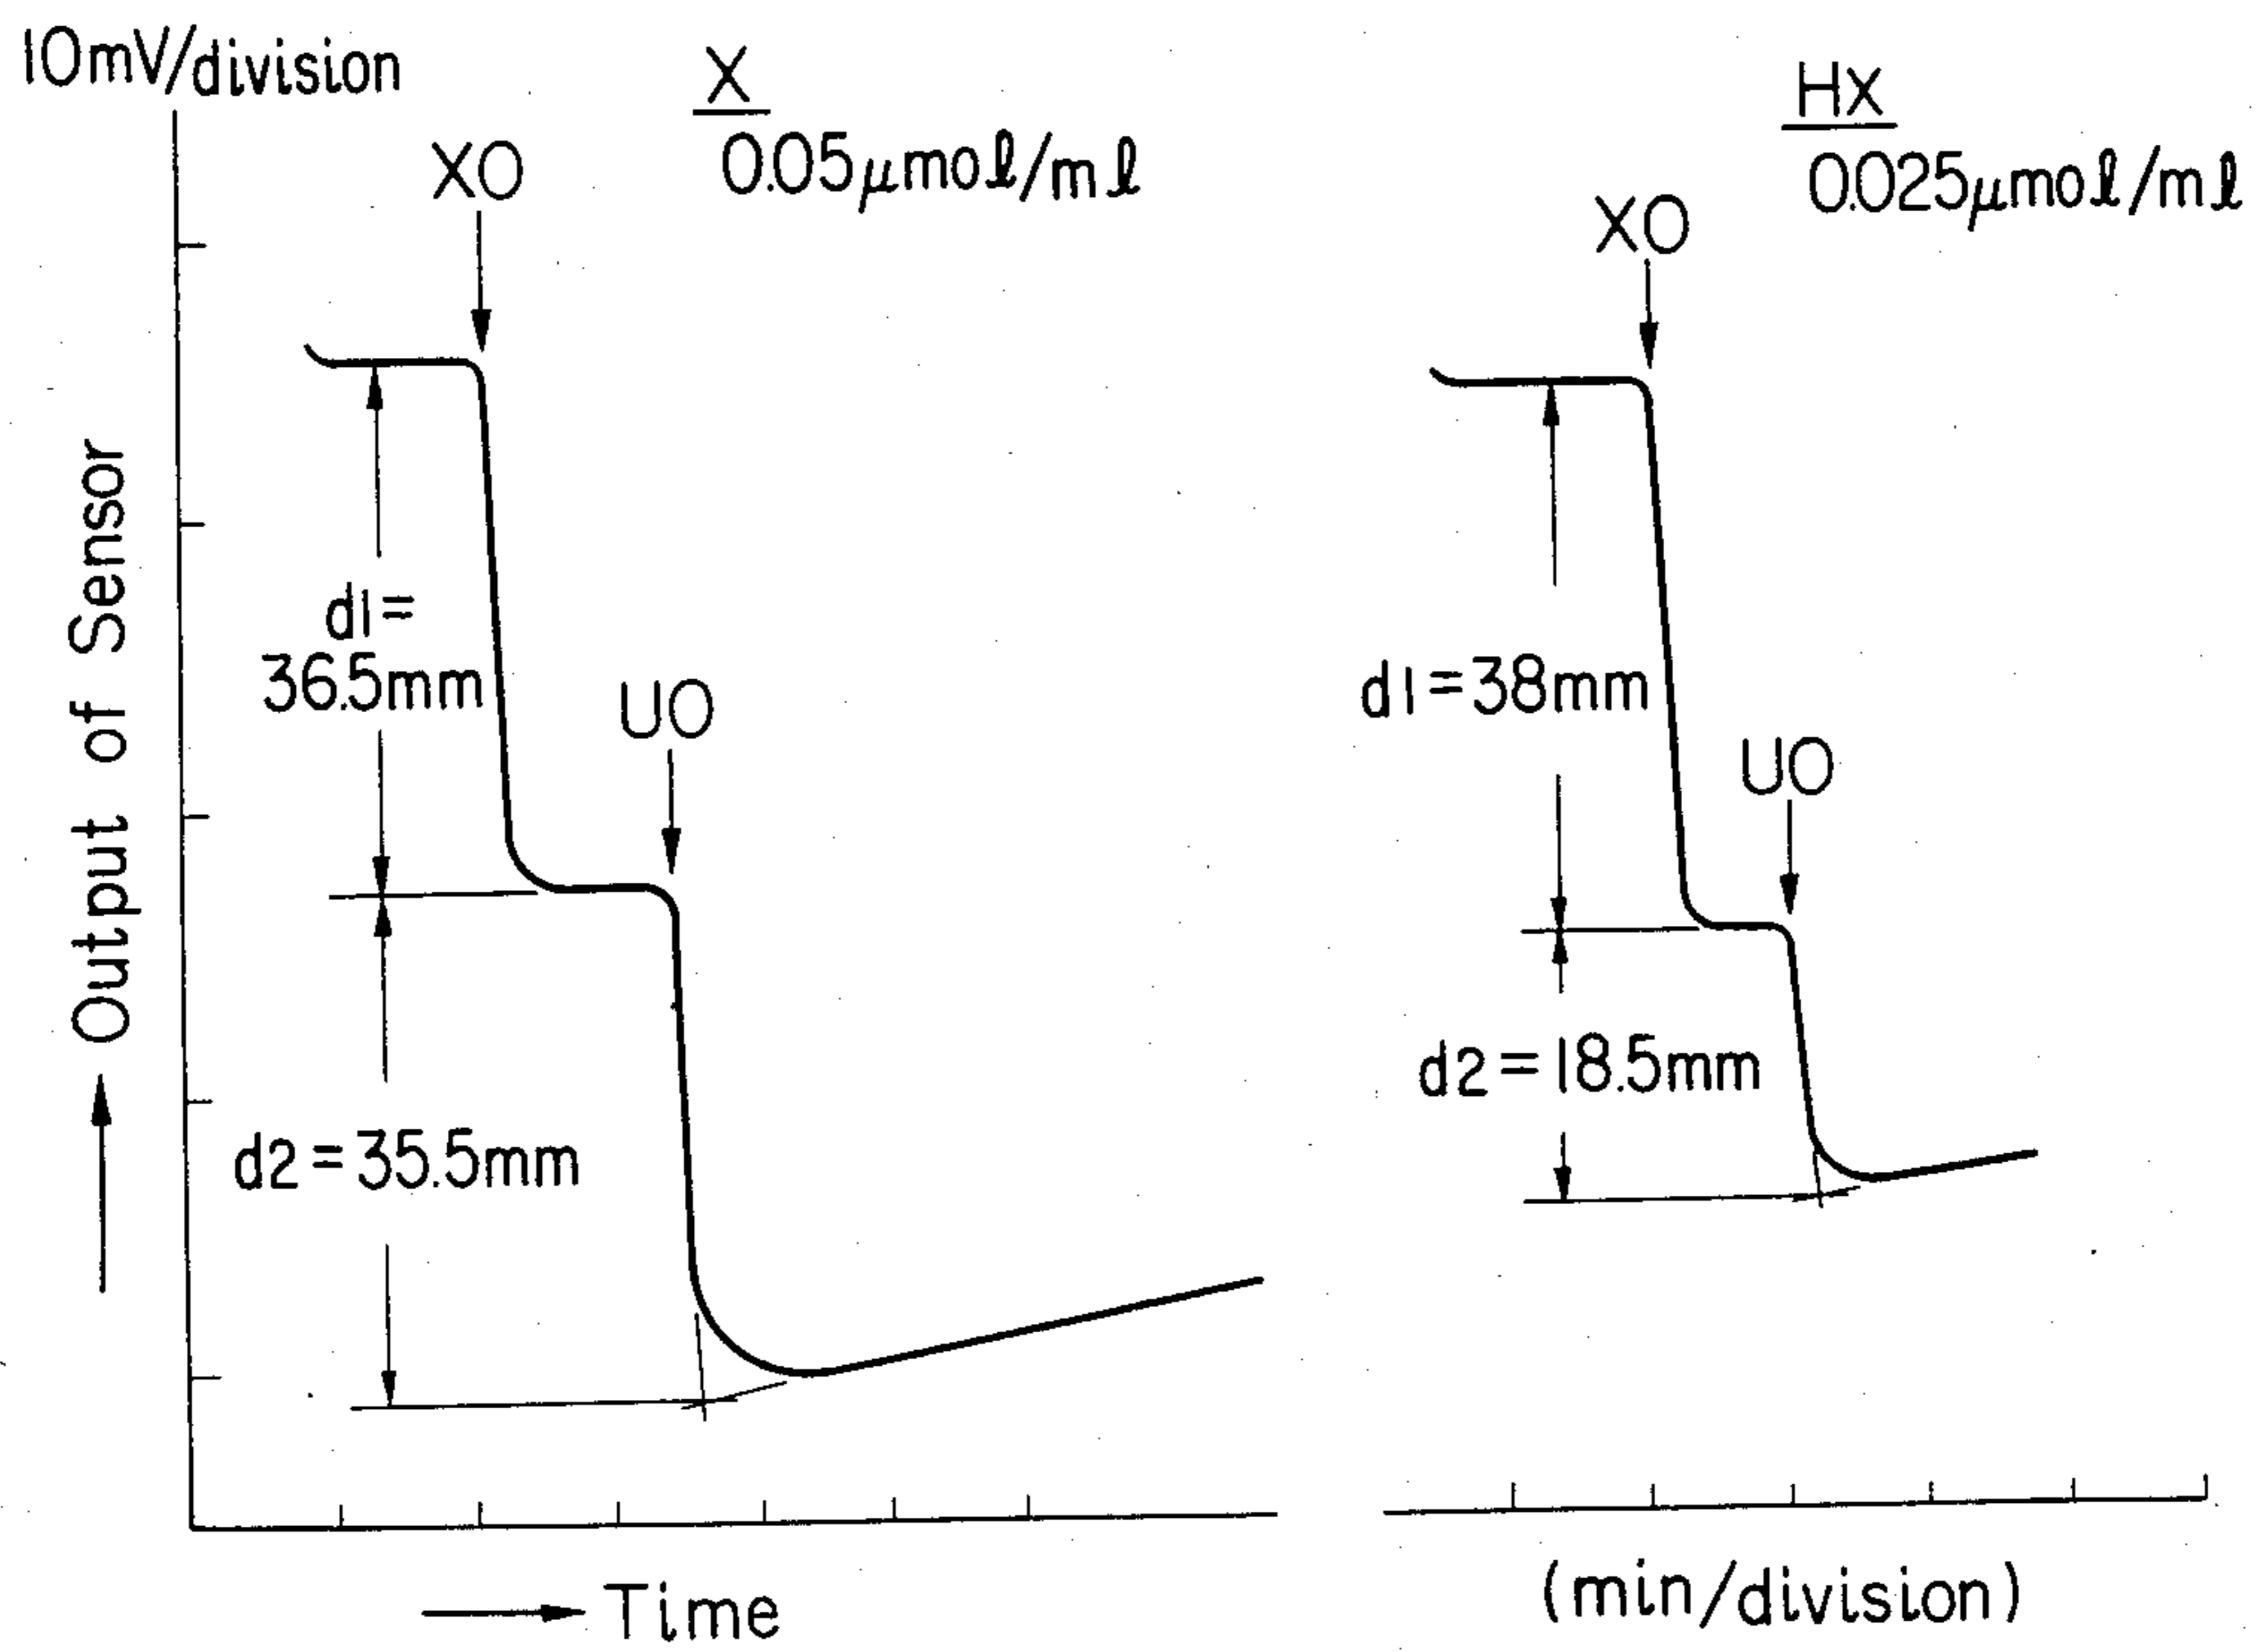 10mV/division
X
0.05μmol/ml
XO
HX
0.025μmol/ml
XO
Output of Sensor
d1=
36.5mm
UO
d2=35.5mm
d1=38mm
UO
d2=18.5mm
Time
(min/division)